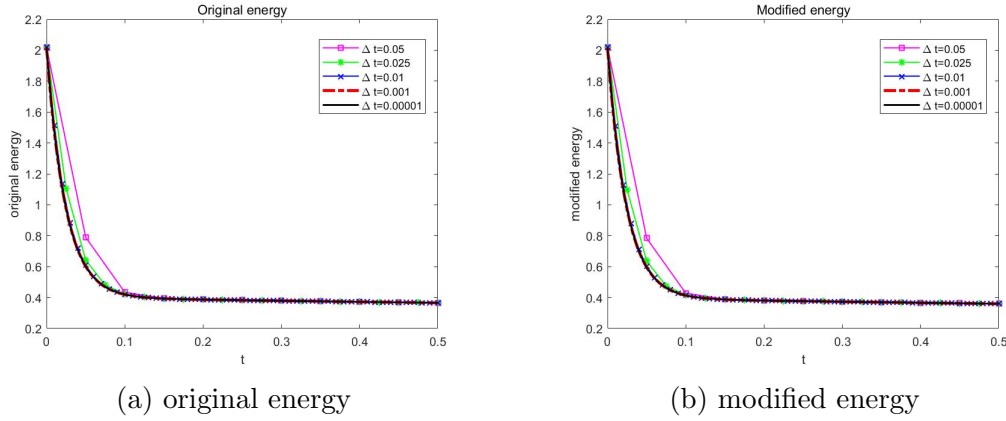 Original energy
2.2
2
1.8
1.6
1.4
1.2
1
0.8
0.6
0.4
0.2
original energy
Δ t=0.05
Δ t=0.025
Δ t=0.01
Δ t=0.001
Δ t=0.00001
0 0.1 0.2 0.3 0.4 0.5
t
(a) original energy
Modified energy
2.2
2
1.8
1.6
1.4
1.2
1
0.8
0.6
0.4
0.2
modified energy
Δ t=0.05
Δ t=0.025
Δ t=0.01
Δ t=0.001
Δ t=0.00001
0 0.1 0.2 0.3 0.4 0.5
t
(b) modified energy